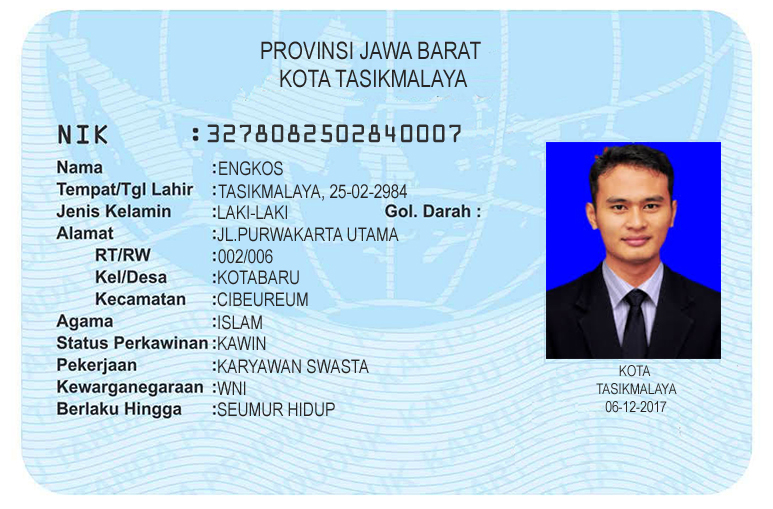 PROVINSI JAWA BARAT
KOTA TASIKMALAYA
NIK :3278082502840007
Nama :ENGKOS
Tempat/Tgl Lahir :TASIKMALAYA, 25-02-2984
Jenis Kelamin :LAKI-LAKI Gol. Darah :
Alamat :JL.PURWAKARTA UTAMA
RT/RW :002/006
Kel/Desa :KOTABARU
Kecamatan :CIBEUREUM
Agama :ISLAM
Status Perkawinan :KAWIN
Pekerjaan :KARYAWAN SWASTA
Kewarganegaraan :WNI
Berlaku Hingga :SEUMUR HIDUP
KOTA
TASIKMALAYA
06-12-2017